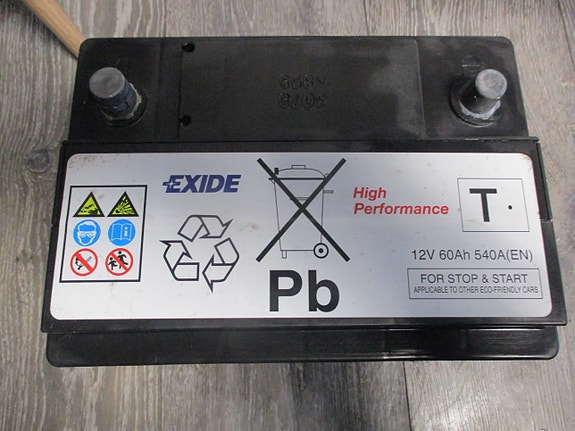 EXIDE
High
Performance
T.
12V 60Ah 540A(EN)
FOR STOP & START
APPLICABLE TO OTHER ECO-FRIENDLY CARS
Pb